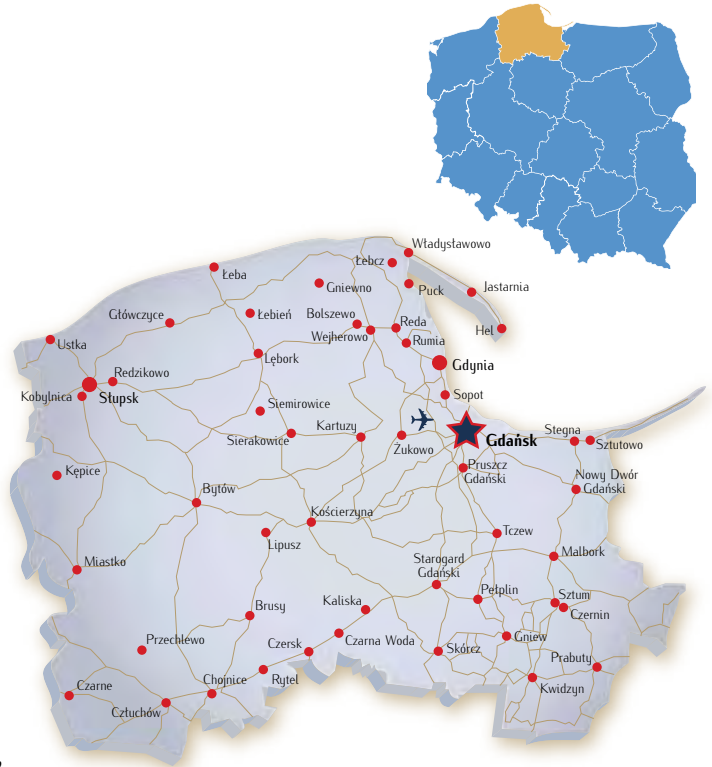 Władysławowo
Łebcz
Łeba
Gniewno
Puck
Jastarnia
Główczyce
Łebień
Bolszewo
Reda
Hel
Wejherowo
Rumia
Ustka
Lębork
Gdynia
Redzikowo
Kobylnica
Słupsk
Sopot
Siemirowice
Kartuzy
Stegna
Sierakowice
Gdańsk
Sztutowo
Żukowo
Kępice
Pruszcz
Gdański
Nowy Dwór
Gdański
Bytów
Kościerzyna
Lipusz
Tczew
Miastko
Starogard
Gdański
Malbork
Pelplin
Sztum
Brusy
Kaliska
Czernin
Przechlewo
Czersk
Czarna Woda
Skórcz
Gniew
Prabuty
Czarne
Chojnice
Rytel
Kwidzyn
Człuchów